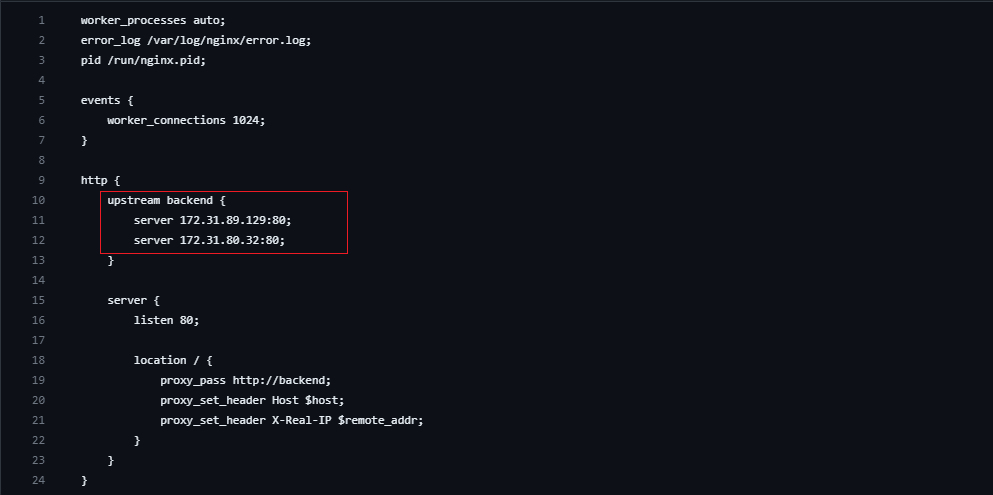 1 worker_processes auto;
2 error_log /var/log/nginx/error.log;
3 pid /run/nginx.pid;
4
5 events {
6     worker_connections 1024;
7 }
8
9 http {
10     upstream backend {
11         server 172.31.89.129:80;
12         server 172.31.80.32:80;
13     }
14
15     server {
16         listen 80;
17
18         location / {
19             proxy_pass http://backend;
20             proxy_set_header Host $host;
21             proxy_set_header X-Real-IP $remote_addr;
22         }
23     }
24 }